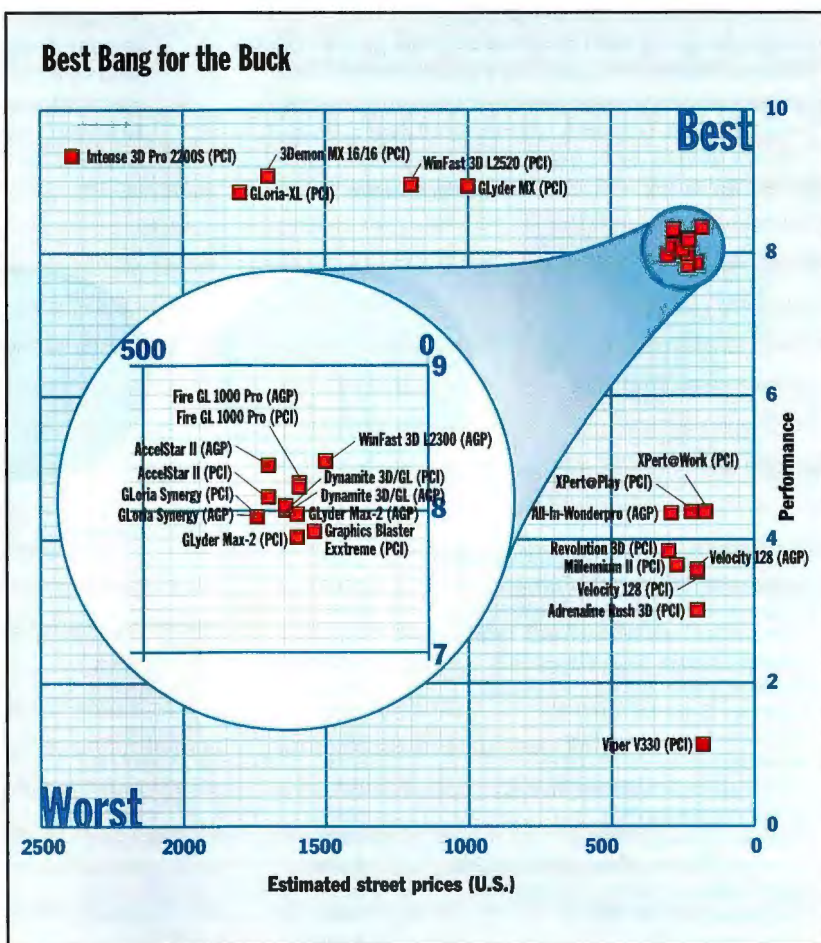 Best Bang for the Buck
10
Best
Intense 3D Pro 2200S (PCI)
3Demon MX 16/16 (PCI)
GLoria-XL (PCI)
WinFast 3D L2520 (PCI)
GLyder MX (PCI)
8
500
0
9
Fire GL 1000 Pro (AGP)
Fire GL 1000 Pro (PCI)
AccelStar II (AGP)
WinFast 3D L2300 (AGP)
AccelStar II (PCI)
Dynamite 3D/GL (PCI)
GLoria Synergy (PCI)
Dynamite 3D/GL (AGP)
8
GLoria Synergy (AGP)
GLyder Max-2 (AGP)
GLyder Max-2 (PCI)
Graphics Blaster
Exxtreme (PCI)
7
6
Performance
XPert@Work (PCI)
XPert@Play (PCI)
All-In-Wonderpro (AGP)
4
Revolution 3D (PCI)
Velocity 128 (AGP)
Millennium II (PCI)
Velocity 128 (PCI)
Adrenaline Rush 3D (PCI)
2
Viper V330 (PCI)
Worst
0
2500
2000
1500
1000
500
0
Estimated street prices (U.S.)